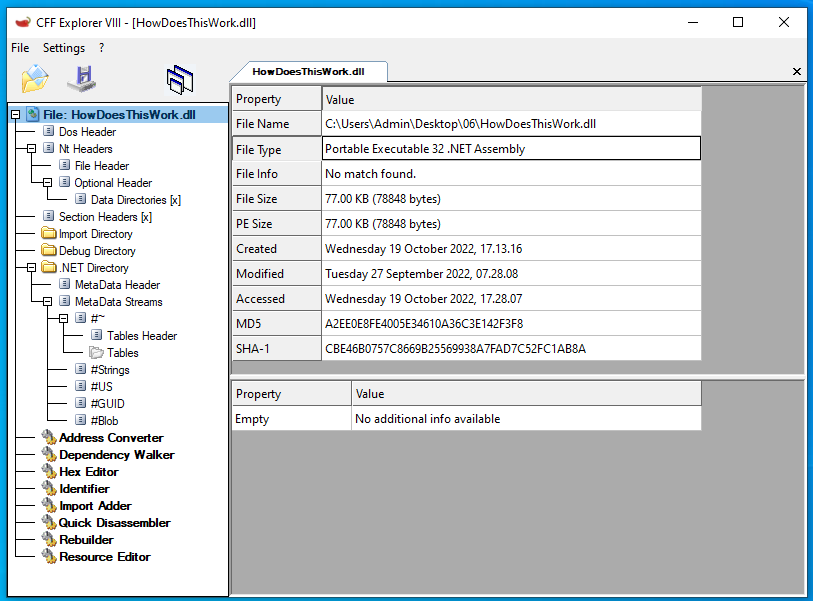 CFF Explorer VIII - [HowDoesThisWork.dll]
File Settings ?
HowDoesThisWork.dll
File: HowDoesThisWork.dll
Dos Header
Nt Headers
File Header
Optional Header
Data Directories [x]
Section Headers [x]
Import Directory
Debug Directory
.NET Directory
MetaData Header
MetaData Streams
#~
Tables Header
Tables
#Strings
#US
#GUID
#Blob
Address Converter
Dependency Walker
Hex Editor
Identifier
Import Adder
Quick Disassembler
Rebuilder
Resource Editor
Property Value
File Name C:\Users\Admin\Desktop\06\HowDoesThisWork.dll
File Type Portable Executable 32 .NET Assembly
File Info No match found.
File Size 77.00 KB (78848 bytes)
PE Size 77.00 KB (78848 bytes)
Created Wednesday 19 October 2022, 17.13.16
Modified Tuesday 27 September 2022, 07.28.08
Accessed Wednesday 19 October 2022, 17.28.07
MD5 A2EE0E8FE4005E34610A36C3E142F3F8
SHA-1 CBE46B0757C8669B25569938A7FAD7C52FC1AB8A
Property Value
Empty No additional info available